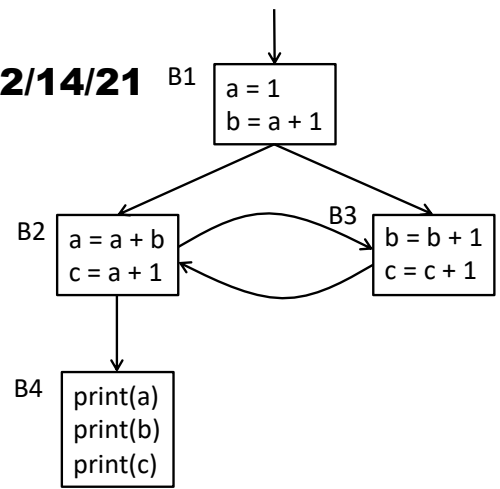 2/14/21
B1
a = 1
b = a + 1
B2
a = a + b
c = a + 1
B3
b = b + 1
c = c + 1
B4
print(a)
print(b)
print(c)